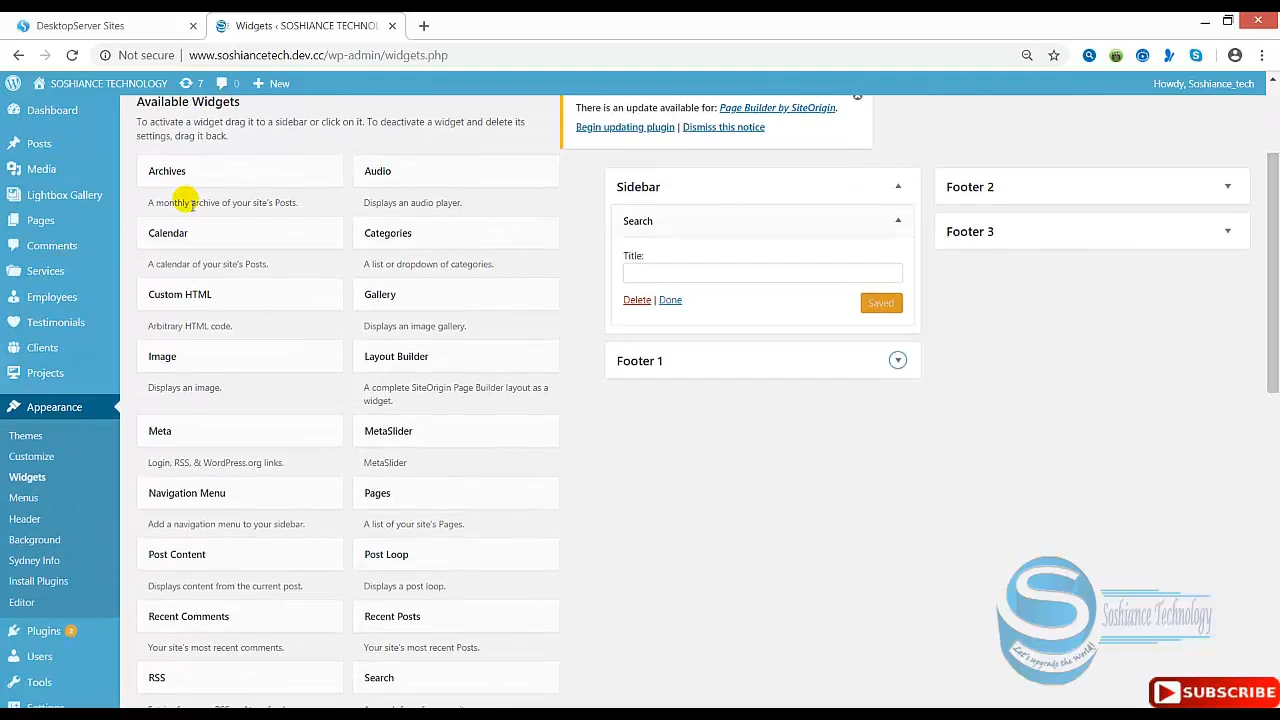 DesktopServer Sites
Widgets ‹ SOSHIANCE TECHNO
Not secure
www.soshiancetech.dev.cc/wp-admin/widgets.php
SOSHIANCE TECHNOLOGY
7
0
New
Howdy, Soshiance_tech
Dashboard
Posts
Media
Lightbox Gallery
Pages
Comments
Services
Employees
Testimonials
Clients
Projects
Appearance
Themes
Customize
Widgets
Menus
Header
Background
Sydney Info
Install Plugins
Editor
Plugins 2
Users
Tools
Available Widgets
To activate a widget drag it to a sidebar or click on it. To deactivate a widget and delete its
settings, drag it back.
Archives
A monthly archive of your site's Posts.
Audio
Displays an audio player.
Calendar
A calendar of your site's Posts.
Categories
A list or dropdown of categories.
Custom HTML
Arbitrary HTML code.
Gallery
Displays an image gallery.
Image
Displays an image.
Layout Builder
A complete SiteOrigin Page Builder layout as a
widget.
Meta
Login, RSS, & WordPress.org links.
MetaSlider
MetaSlider
Navigation Menu
Add a navigation menu to your sidebar.
Pages
A list of your site's Pages.
Post Content
Displays content from the current post.
Post Loop
Displays a post loop.
Recent Comments
Your site's most recent comments.
Recent Posts
Your site's most recent Posts.
RSS
Search
There is an update available for: Page Builder by SiteOrigin.
Begin updating plugin | Dismiss this notice
Sidebar
Search
Title:
Delete | Done
Saved
Footer 1
Footer 2
Footer 3
S
Soshiance Technology
Let's upgrade the World!
SUBSCRIBE